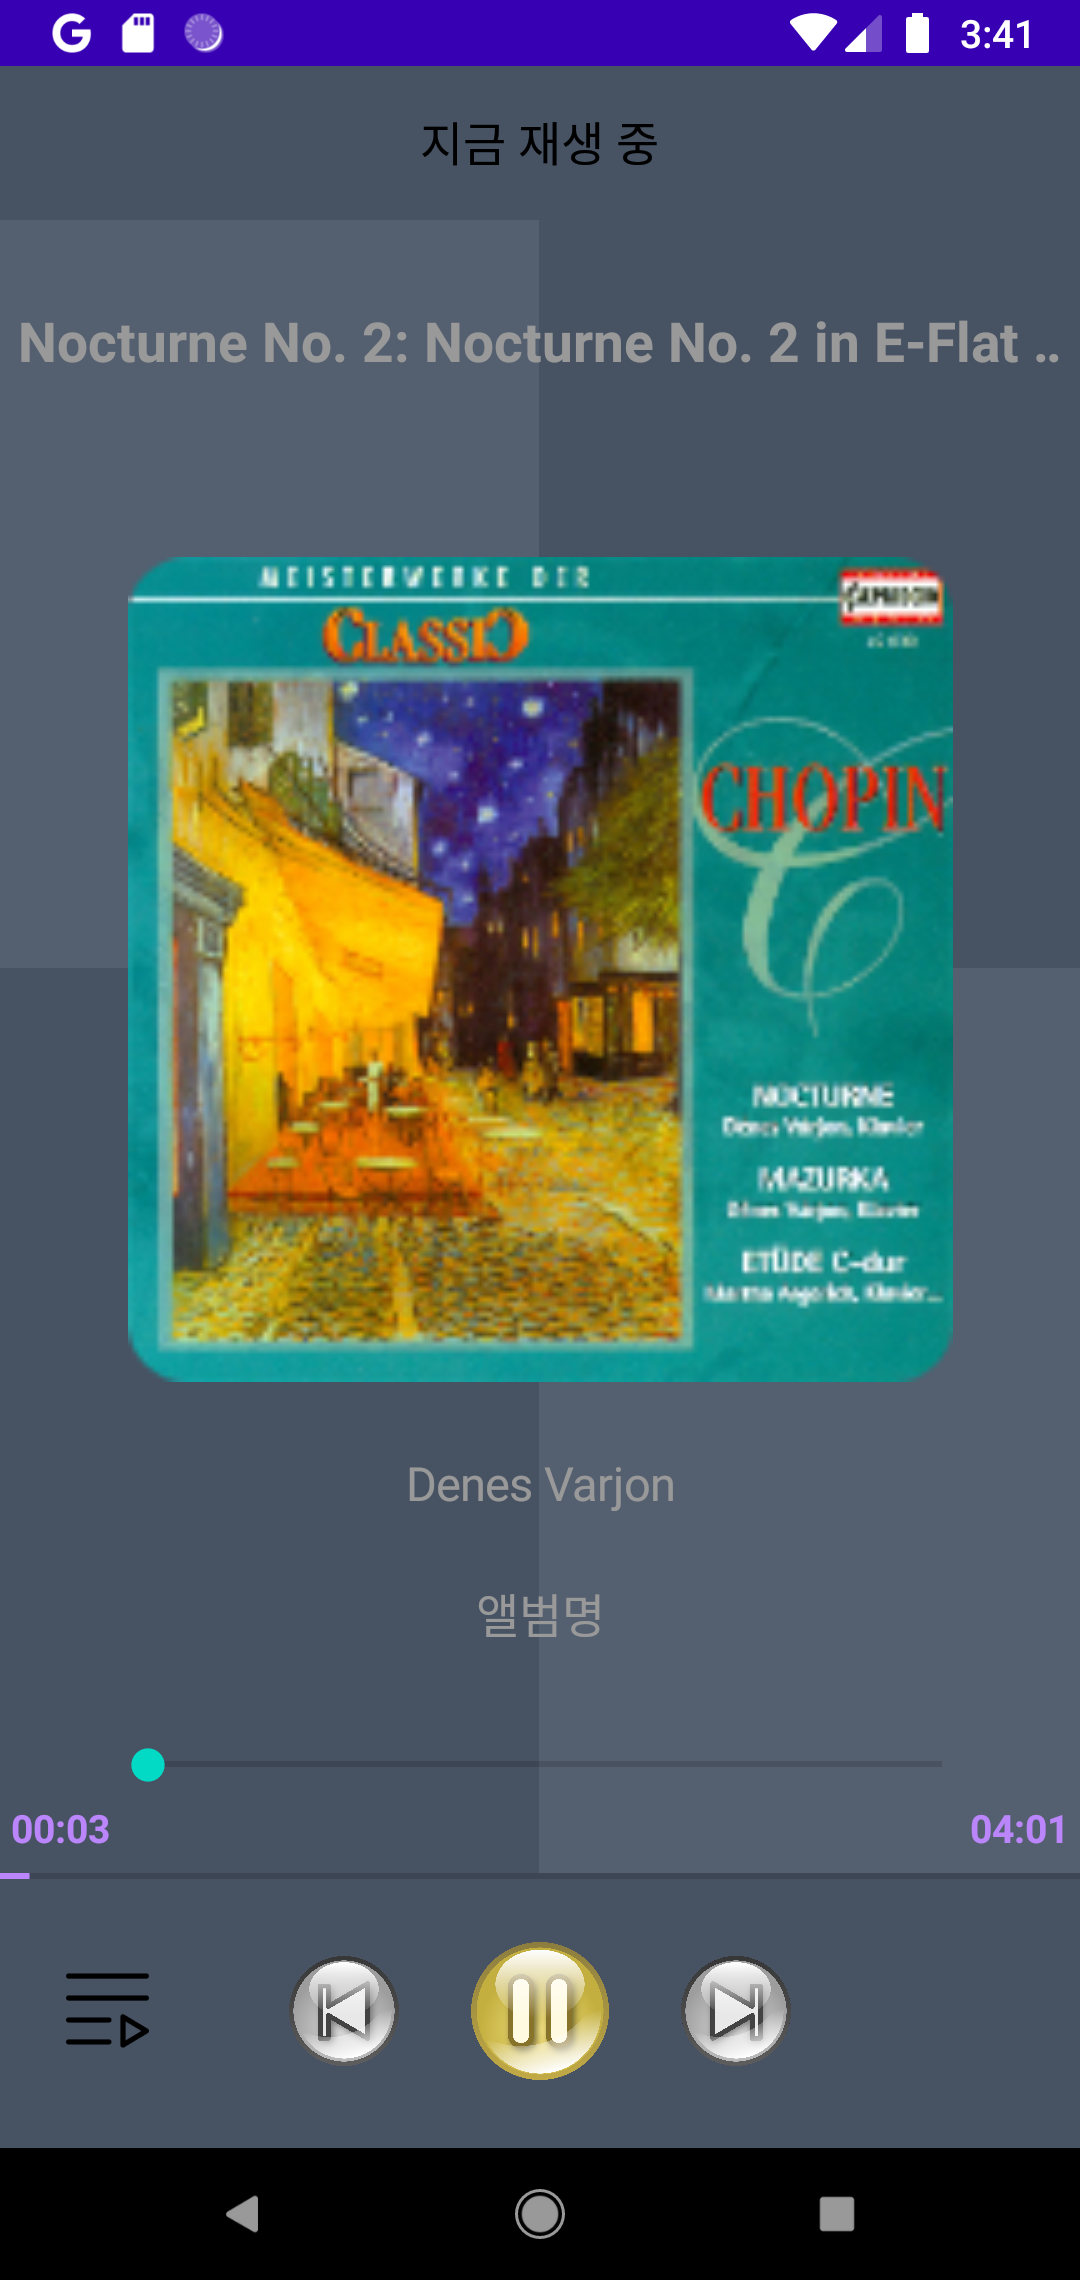 3:41
지금 재생 중
Nocturne No. 2: Nocturne No. 2 in E-Flat ..
MEISTERWERKE DER
CLASSIC
CAPRICCIO
CHOPIN
NOCTURNE
Denes Varjon, Klavier
MAZURKA
Denes Varjon, Klavier
ETÜDE C-dur
Martha Argerich, Klavier...
Denes Varjon
앨범명
00:03
04:01